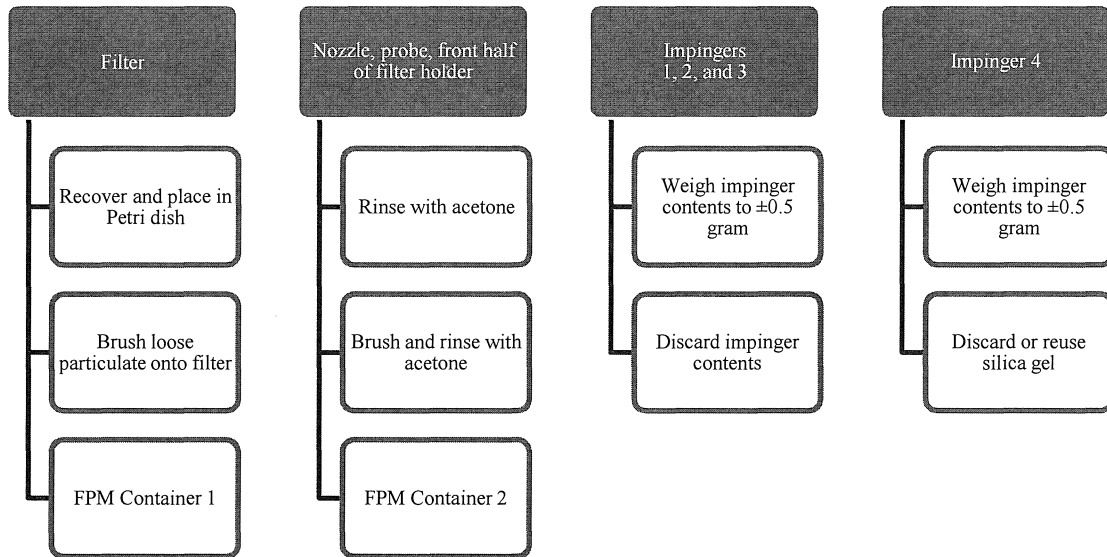 Filter
Recover and place in
Petri dish
Brush loose
particulate onto filter
FPM Container 1
Nozzle, probe, front half
of filter holder
Rinse with acetone
Brush and rinse with
acetone
FPM Container 2
Impingers
1, 2, and 3
Weigh impinger
contents to ±0.5
gram
Discard impinger
contents
Impinger 4
Weigh impinger
contents to ±0.5
gram
Discard or reuse
silica gel